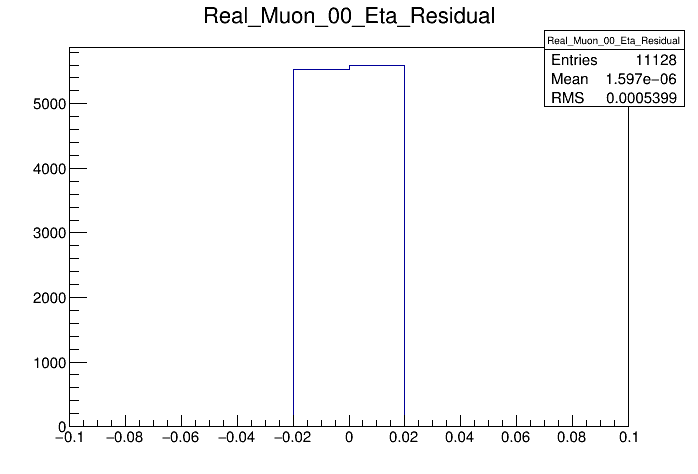 Real_Muon_00_Eta_Residual
Real_Muon_00_Eta_Residual
Entries 11128
Mean 1.597e−06
RMS 0.0005399
5000
4000
3000
2000
1000
0
−0.1 −0.08 −0.06 −0.04 −0.02 0 0.02 0.04 0.06 0.08 0.1